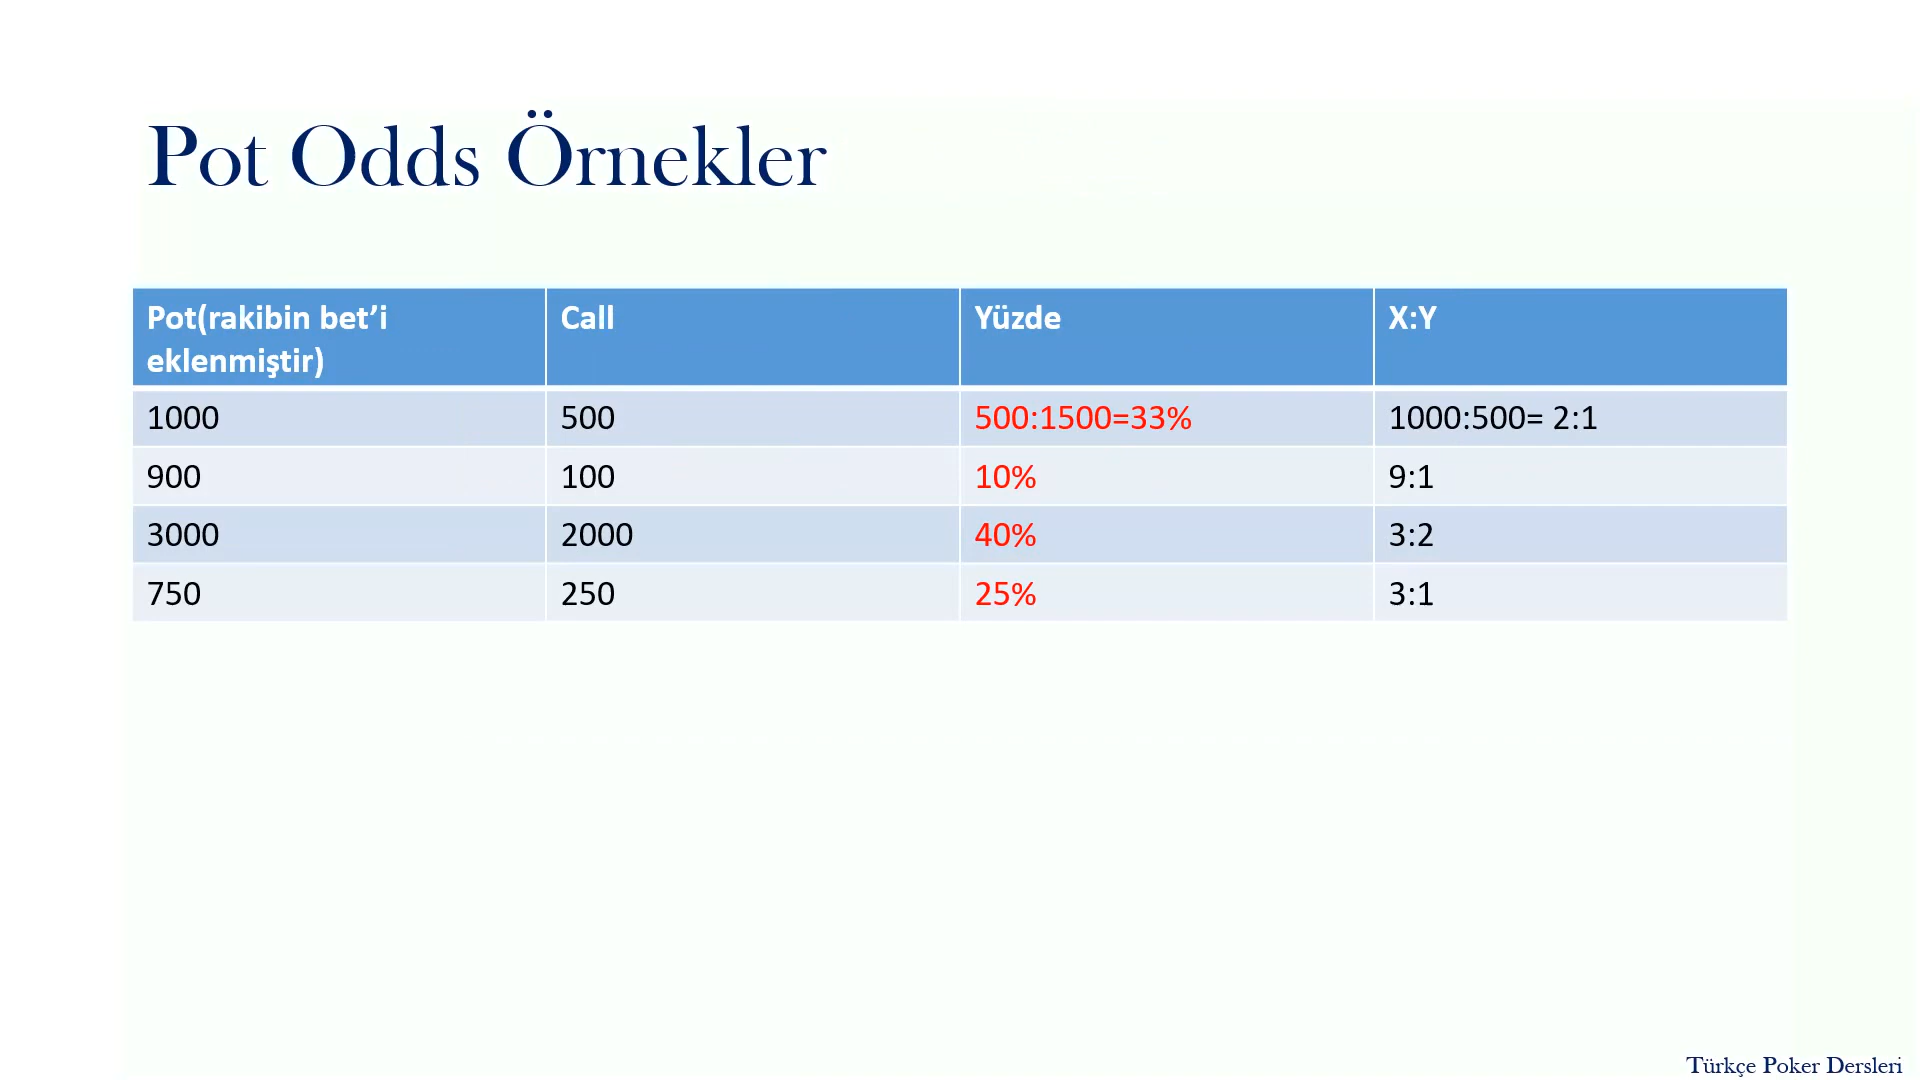 Pot Odds Örnekler
Pot(rakibin bet’i eklenmiştir) Call Yüzde X:Y
1000 500 500:1500=33% 1000:500= 2:1
900 100 10% 9:1
3000 2000 40% 3:2
750 250 25% 3:1
Türkçe Poker Dersleri